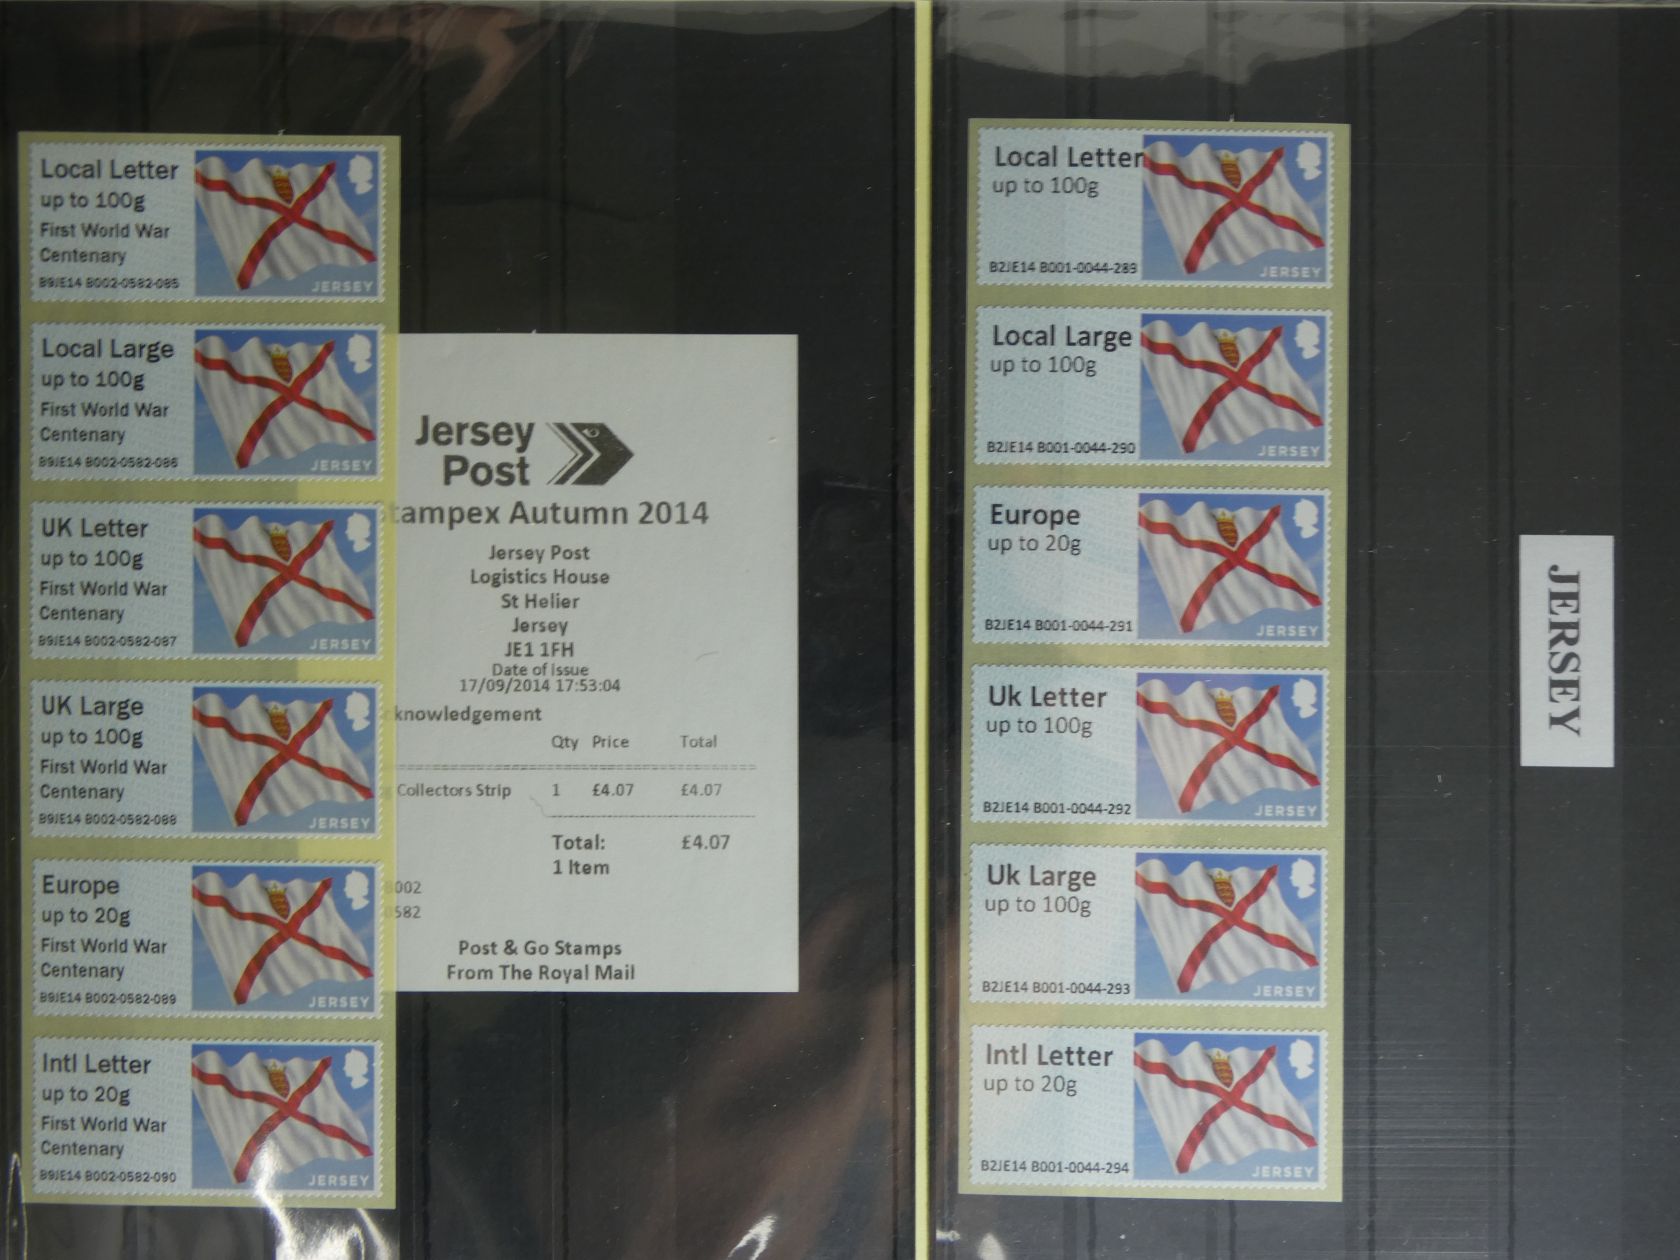 Local Letter
up to 100g
First World War
Centenary
B9JE14 B002-0582-085
JERSEY
Local Large
up to 100g
First World War
Centenary
B9JE14 B002-0582-086
JERSEY
UK Letter
up to 100g
First World War
Centenary
B9JE14 B002-0582-087
JERSEY
UK Large
up to 100g
First World War
Centenary
B9JE14 B002-0582-088
JERSEY
Europe
up to 20g
First World War
Centenary
B9JE14 B002-0582-089
JERSEY
Intl Letter
up to 20g
First World War
Centenary
B9JE14 B002-0582-090
JERSEY
Jersey
Post
tampex Autumn 2014
Jersey Post
Logistics House
St Helier
Jersey
JE1 1FH
Date of Issue
17/09/2014 17:53:04
cknowledgement
Qty Price Total
Collectors Strip 1 £4.07 £4.07
Total: £4.07
1 Item
B002
0582
Post & Go Stamps
From The Royal Mail
Local Letter
up to 100g
B2JE14 B001-0044-289
JERSEY
Local Large
up to 100g
B2JE14 B001-0044-290
JERSEY
Europe
up to 20g
B2JE14 B001-0044-291
JERSEY
Uk Letter
up to 100g
B2JE14 B001-0044-292
JERSEY
Uk Large
up to 100g
B2JE14 B001-0044-293
JERSEY
Intl Letter
up to 20g
B2JE14 B001-0044-294
JERSEY
JERSEY